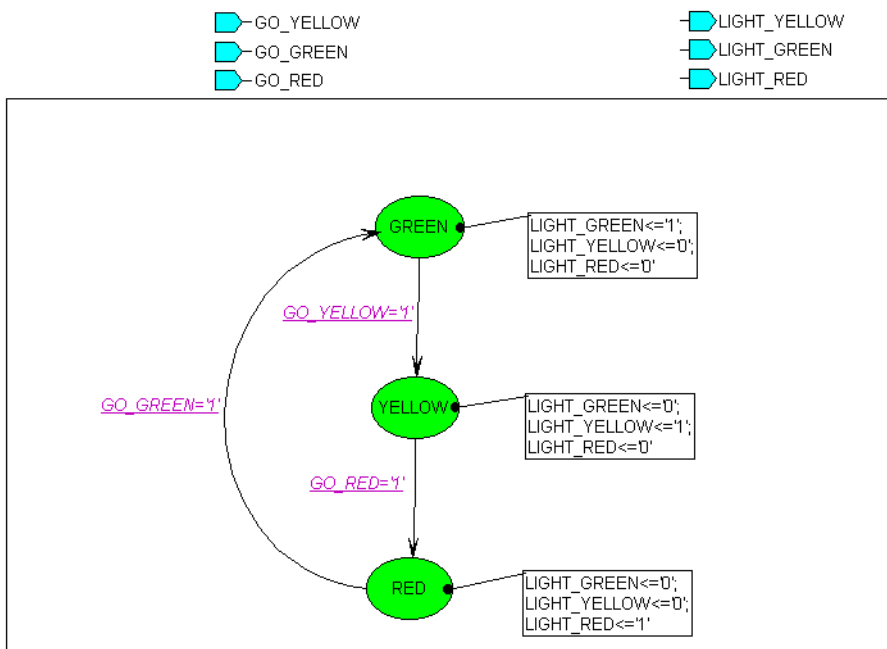 GO_YELLOW
GO_GREEN
GO_RED
LIGHT_YELLOW
LIGHT_GREEN
LIGHT_RED
GREEN
LIGHT_GREEN<='1';
LIGHT_YELLOW<='0';
LIGHT_RED<='0'
GO_YELLOW='1'
GO_GREEN='1'
YELLOW
LIGHT_GREEN<='0';
LIGHT_YELLOW<='1';
LIGHT_RED<='0'
GO_RED='1'
RED
LIGHT_GREEN<='0';
LIGHT_YELLOW<='0';
LIGHT_RED<='1'